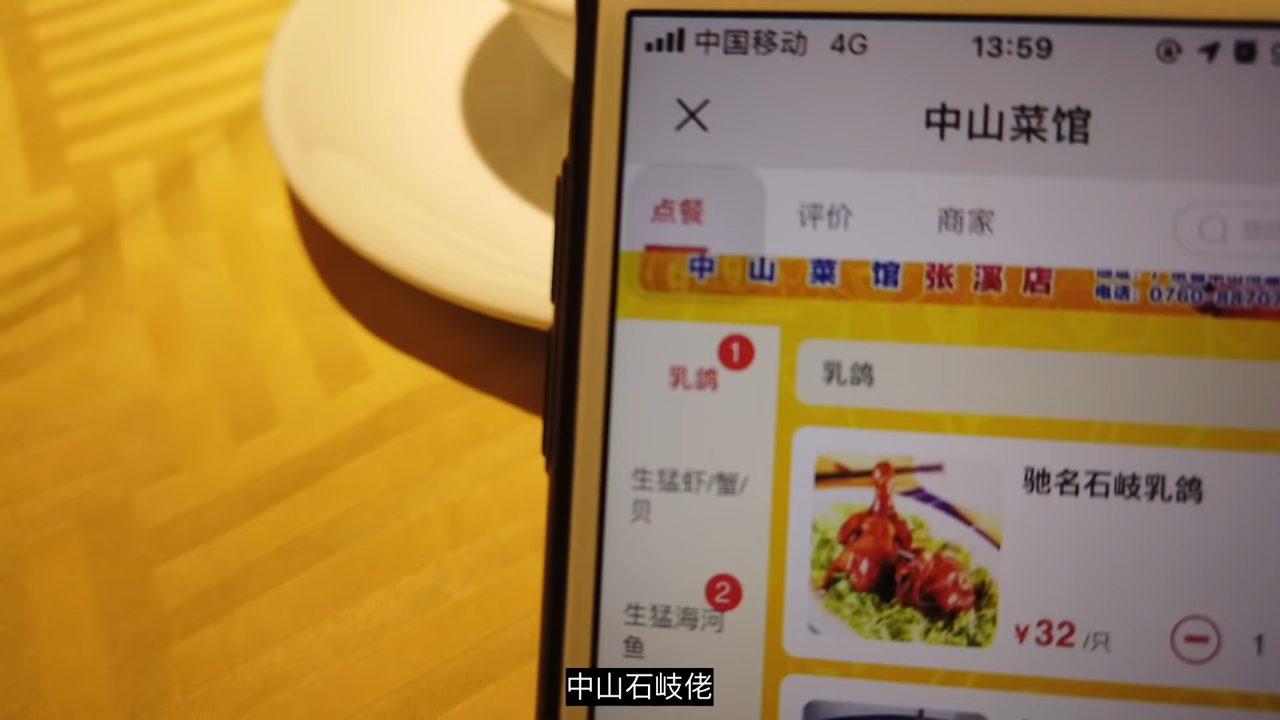 中国移动 4G 13:59
中山菜馆
点餐 评价 商家
中山菜馆张溪店
电话: 0760-88707
1
乳鸽
乳鸽
生猛虾/蟹/
贝
驰名石岐乳鸽
¥32/只
1
2
生猛海河
鱼
中山石岐佬